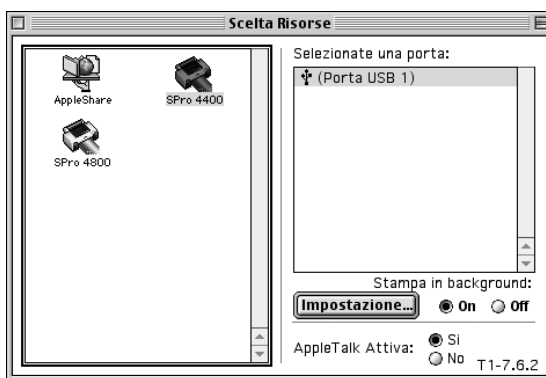 Scelta Risorse
AppleShare
SPro 4400
SPro 4800
Selezionate una porta:
(Porta USB 1)
Stampa in background:
Impostazione...
On
Off
AppleTalk Attiva:
Si
No
T1-7.6.2